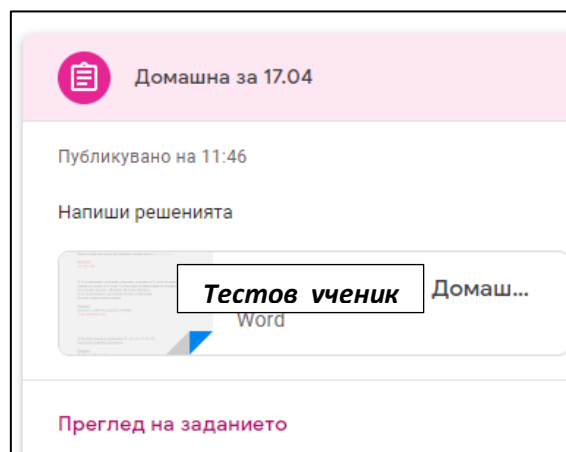 Домашна за 17.04
Публикувано на 11:46
Напиши решенията
Тестов ученик Домаш...
Word
Преглед на заданието